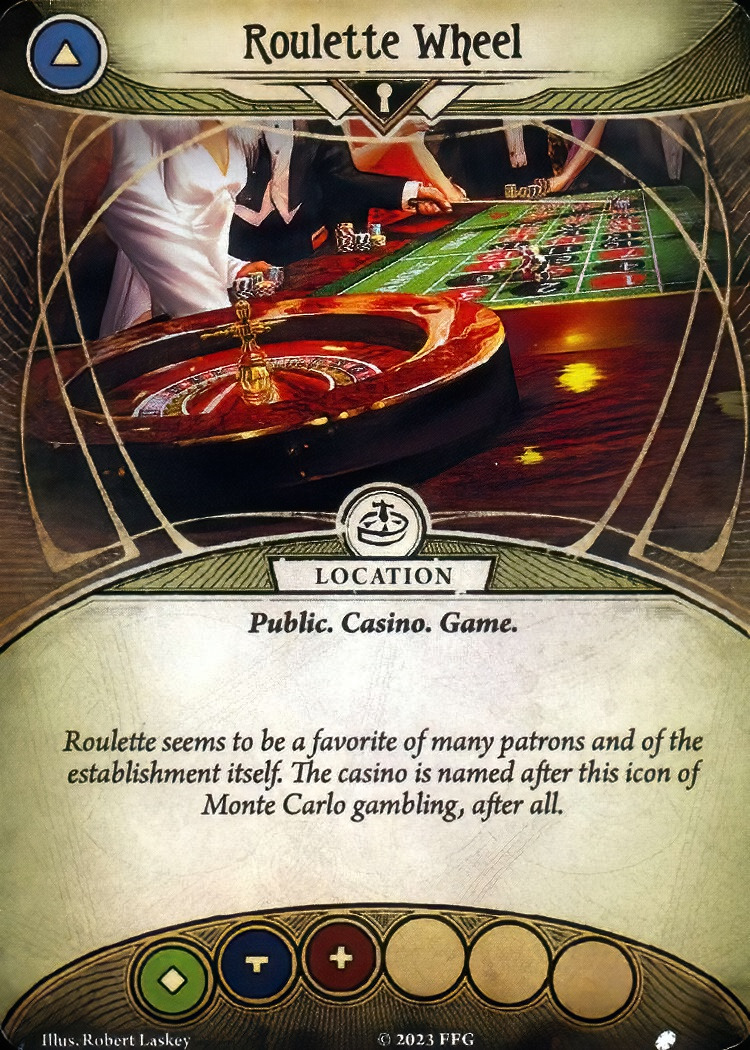 Roulette Wheel
LOCATION
Public. Casino. Game.
Roulette seems to be a favorite of many patrons and of the
establishment itself. The casino is named after this icon of
Monte Carlo gambling, after all.
Illus. Robert Laskey
© 2023 FFG